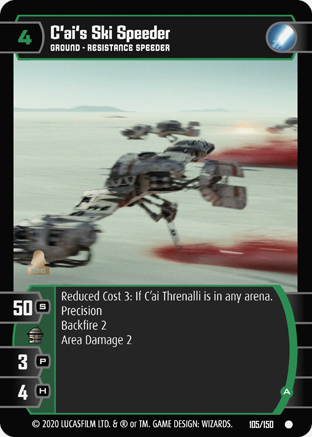 4
C'ai's Ski Speeder
GROUND - RESISTANCE SPEEDER
50 S
3 P
4 H
Reduced Cost 3: If C'ai Threnalli is in any arena.
Precision
Backfire 2
Area Damage 2
A
© 2020 LUCASFILM LTD. & ® or TM. GAME DESIGN: WIZARDS.
105/150